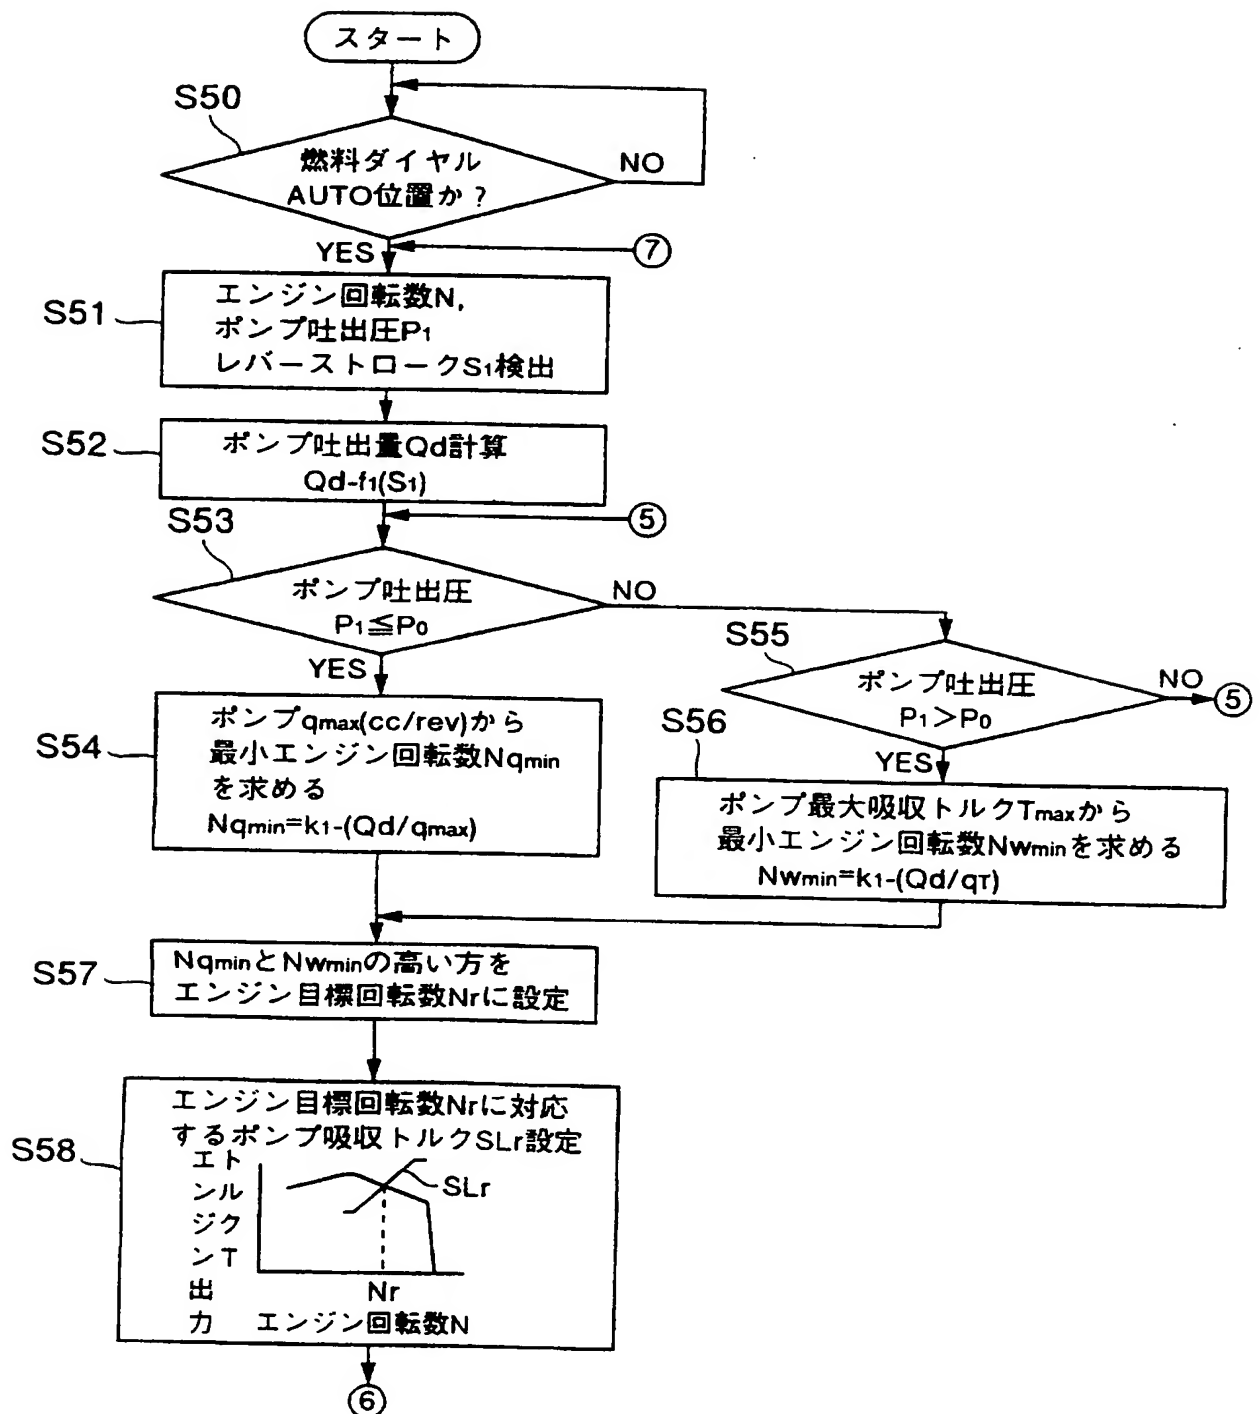 スタート
S50
燃料ダイヤル
AUTO位置か？
NO
YES
⑦
S51
エンジン回転数N,
ポンプ吐出圧P1
レバーストロークS1検出
S52
ポンプ吐出量Qd計算
Qd-f1(S1)
⑤
S53
ポンプ吐出圧
P1≦P0
NO
YES
S55
ポンプ吐出圧
P1＞P0
NO
⑤
YES
S54
ポンプqmax(cc/rev)から
最小エンジン回転数Nqmin
を求める
Nqmin=k1-(Qd/qmax)
S56
ポンプ最大吸収トルクTmaxから
最小エンジン回転数Nwminを求める
Nwmin=k1-(Qd/qT)
S57
NqminとNwminの高い方を
エンジン目標回転数Nrに設定
S58
エンジン目標回転数Nrに対応
するポンプ吸収トルクSLr設定
エンジン出力
トルクT
SLr
Nr
エンジン回転数N
⑥